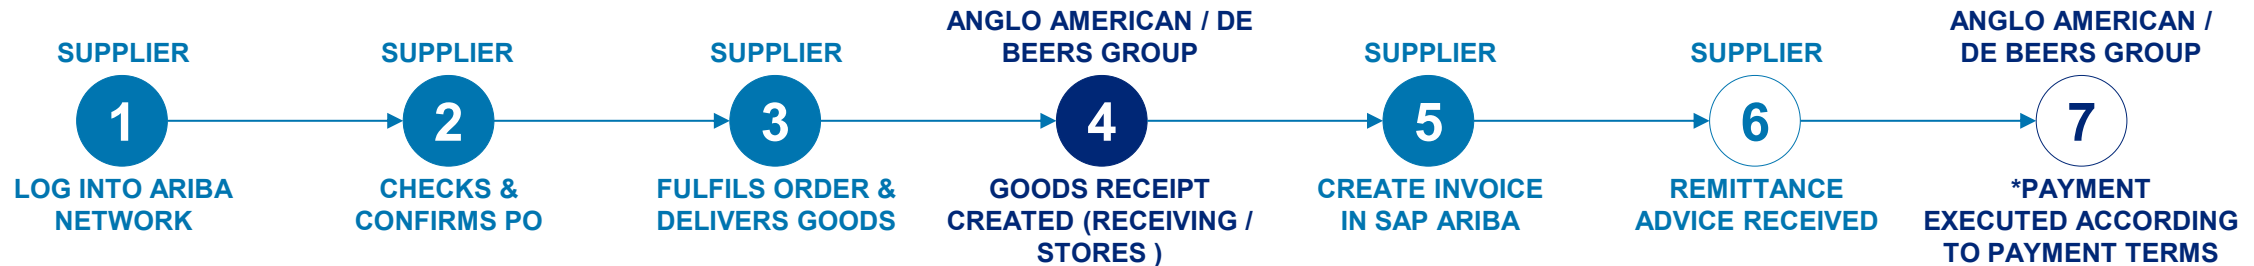 SUPPLIER
1
LOG INTO ARIBA
NETWORK
SUPPLIER
2
CHECKS &
CONFIRMS PO
SUPPLIER
3
FULFILS ORDER &
DELIVERS GOODS
ANGLO AMERICAN / DE
BEERS GROUP
4
GOODS RECEIPT
CREATED (RECEIVING /
STORES )
SUPPLIER
5
CREATE INVOICE
IN SAP ARIBA
SUPPLIER
6
REMITTANCE
ADVICE RECEIVED
ANGLO AMERICAN /
DE BEERS GROUP
7
*PAYMENT
EXECUTED ACCORDING
TO PAYMENT TERMS